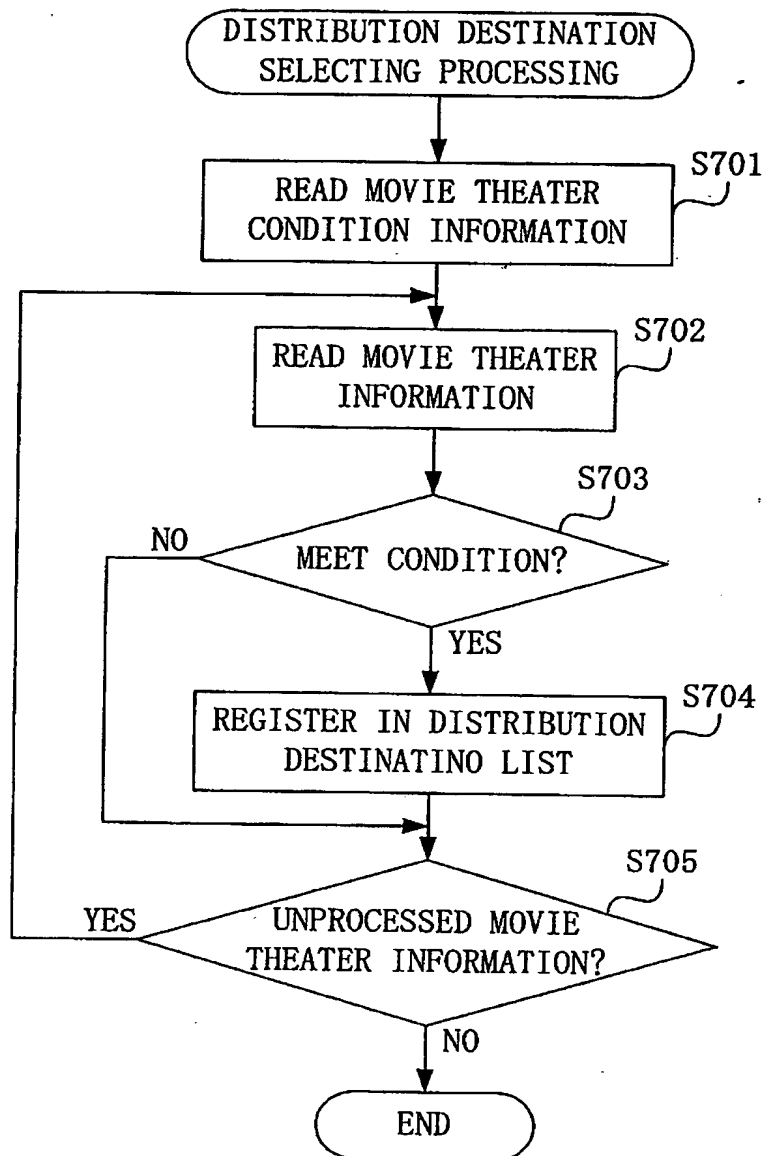 DISTRIBUTION DESTINATION
SELECTING PROCESSING
S701
READ MOVIE THEATER
CONDITION INFORMATION
S702
READ MOVIE THEATER
INFORMATION
S703
NO
MEET CONDITION?
YES
S704
REGISTER IN DISTRIBUTION
DESTINATINO LIST
S705
YES
UNPROCESSED MOVIE
THEATER INFORMATION?
NO
END